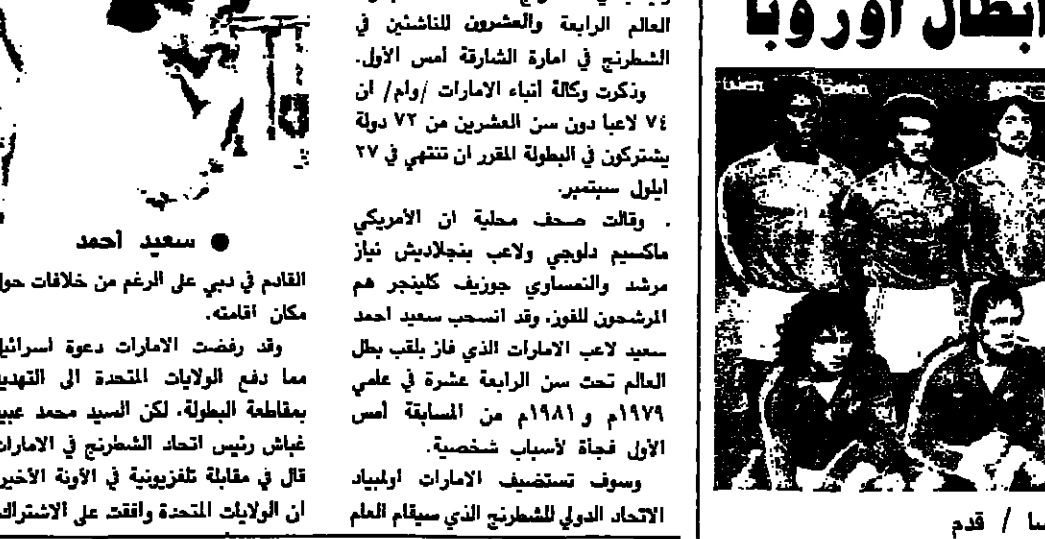 أبطال أوروبا
العالم الرابعة والعشرون للناشئين في
الشطرنج في امارة الشارقة أمس الأول.
وذكرت وكالة أنباء الامارات /وام/ ان
٧٤ لاعبا دون سن العشرين من ٧٢ دولة
يشتركون في البطولة المقرر ان تنتهي في ٢٧
ايلول سبتمبر.
. وقالت صحف محلية ان الأمريكي
ماكسيم دلوجي ولاعب بنجلاديش نياز
مرشد والنمساوي جوزيف كلينجر هم
المرشحون للفوز. وقد انسحب سعيد احمد
سعيد لاعب الامارات الذي فاز بلقب بطل
العالم تحت سن الرابعة عشرة في عامي
١٩٧٩م و ١٩٨١م من المسابقة أمس
الأول فجأة لأسباب شخصية.
وسوف تستضيف الامارات اولمبياد
الاتحاد الدولي للشطرنج الذي سيقام العام
● سعيد أحمد
القادم في دبي على الرغم من خلافات حول
مكان اقامته.
وقد رفضت الامارات دعوة اسرائيل
مما دفع الولايات المتحدة الى التهديد
بمقاطعة البطولة. لكن السيد محمد عبيد
غباش رئيس اتحاد الشطرنج في الامارات
قال في مقابلة تلفزيونية في الآونة الأخيرة
ان الولايات المتحدة وافقت على الاشتراك
/ قدم